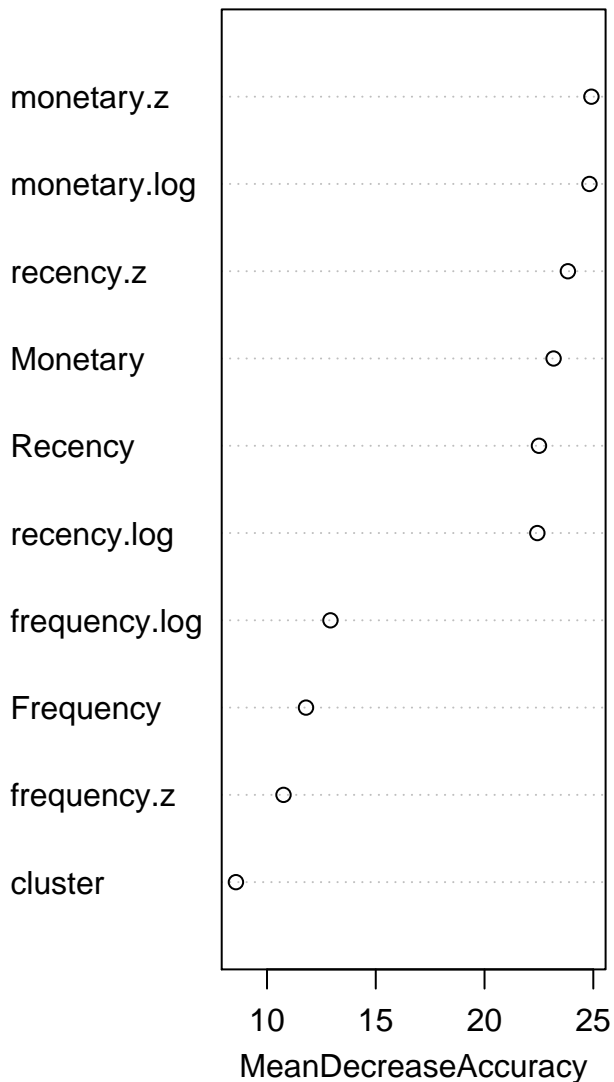 monetary.z
monetary.log
recency.z
Monetary
Recency
recency.log
frequency.log
Frequency
frequency.z
cluster
10 15 20 25
MeanDecreaseAccuracy